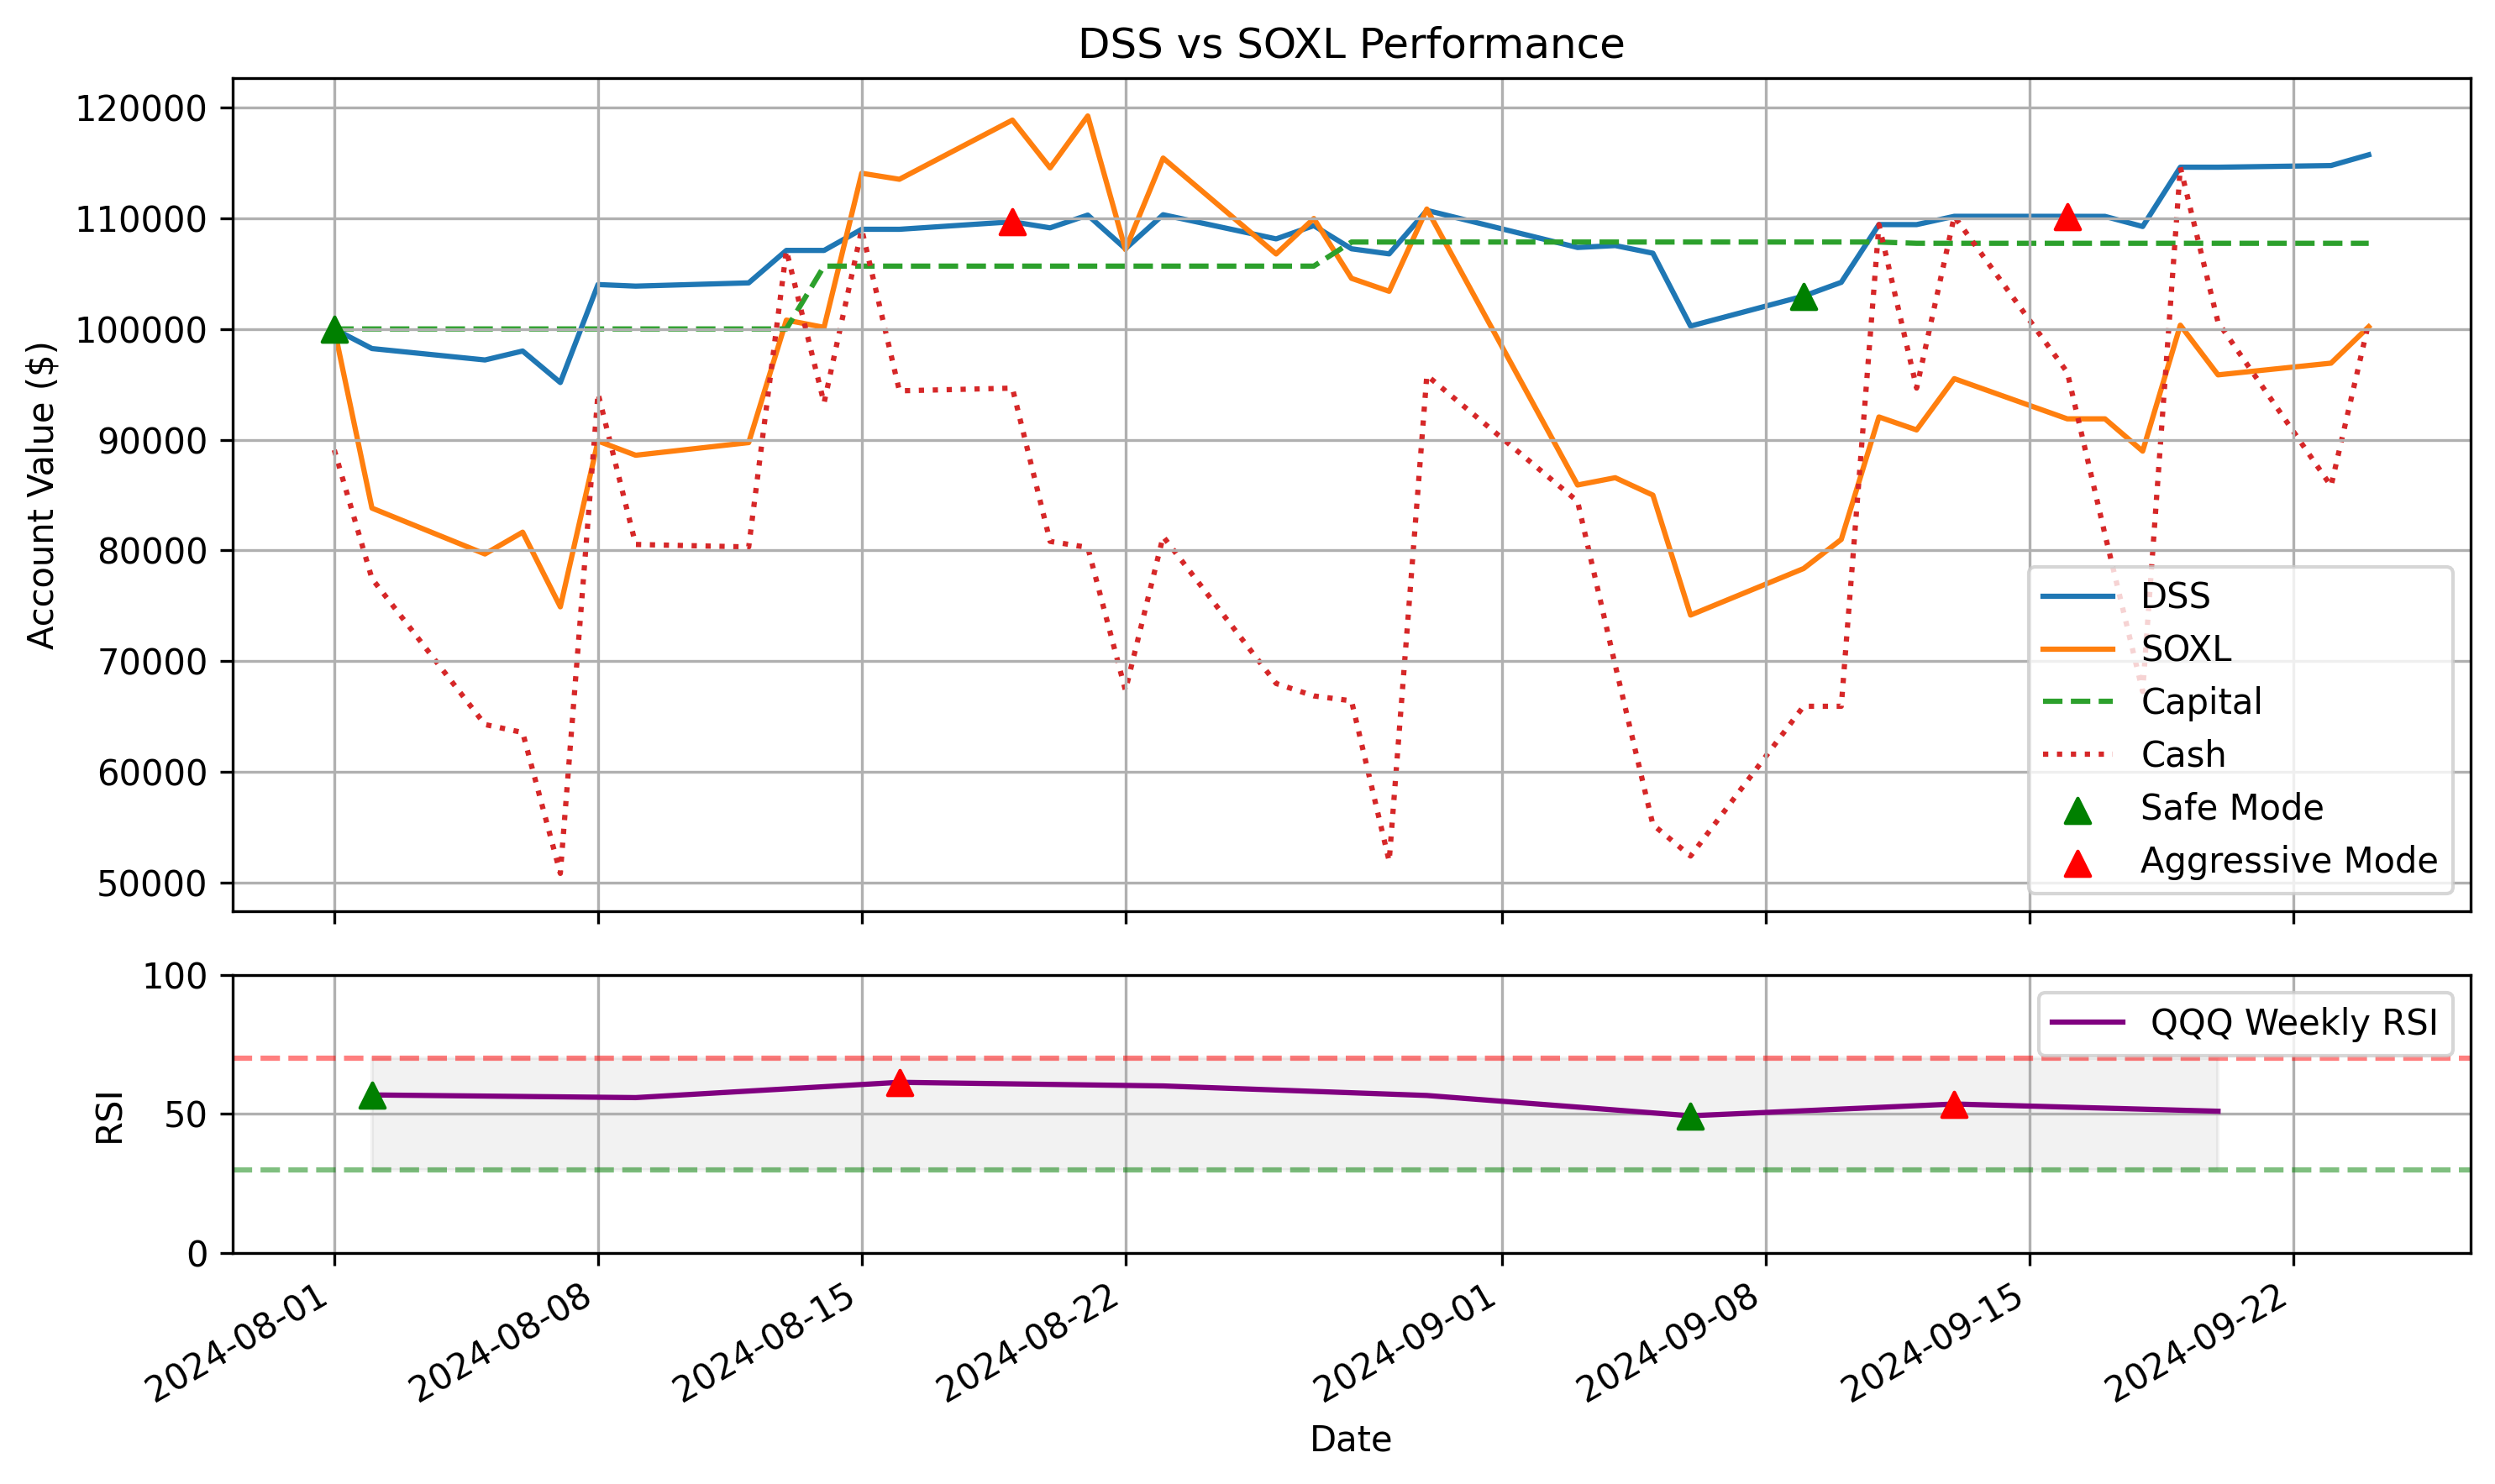 DSS vs SOXL Performance
120000
110000
100000
90000
80000
70000
60000
50000
Account Value ($)
DSS
SOXL
Capital
Cash
Safe Mode
Aggressive Mode
100
50
0
RSI
QQQ Weekly RSI
2024-08-01
2024-08-08
2024-08-15
2024-08-22
2024-09-01
2024-09-08
2024-09-15
2024-09-22
Date